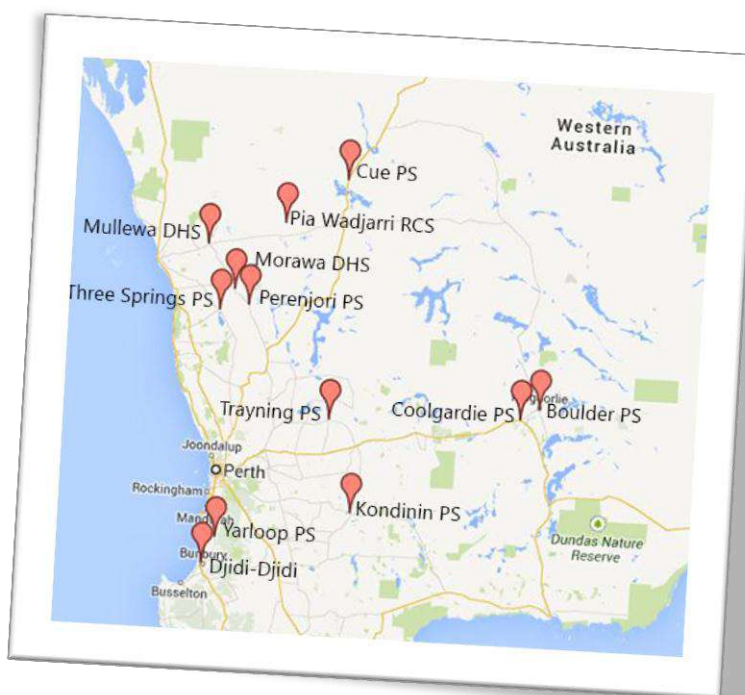 Western
Australia
Cue PS
Pia Wadjarri RCS
Mullewa DHS
Morawa DHS
Three Springs PS
Perenjori PS
Trayning PS
Coolgardie PS
Boulder PS
Joondalup
Perth
Rockingham
Kondinin PS
Yarloop PS
Dundas Nature
Reserve
Bunbury
Djidi-Djidi
Busselton